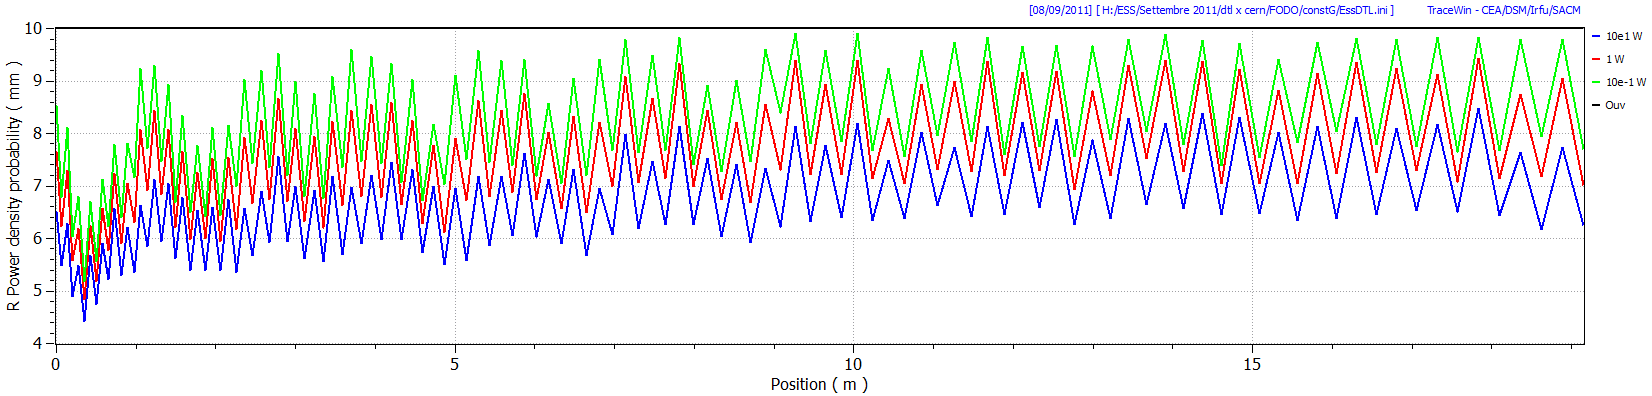 [08/09/2011] [ H:/ESS/Settembre 2011/dtl x cern/FODO/constG/EssDTL.ini ] TraceWin - CEA/DSM/Irfu/SACM
10
9
8
7
6
5
4
R Power density probability ( mm )
0 5 10 15
Position ( m )
10e1 W
1 W
10e-1 W
Ouv